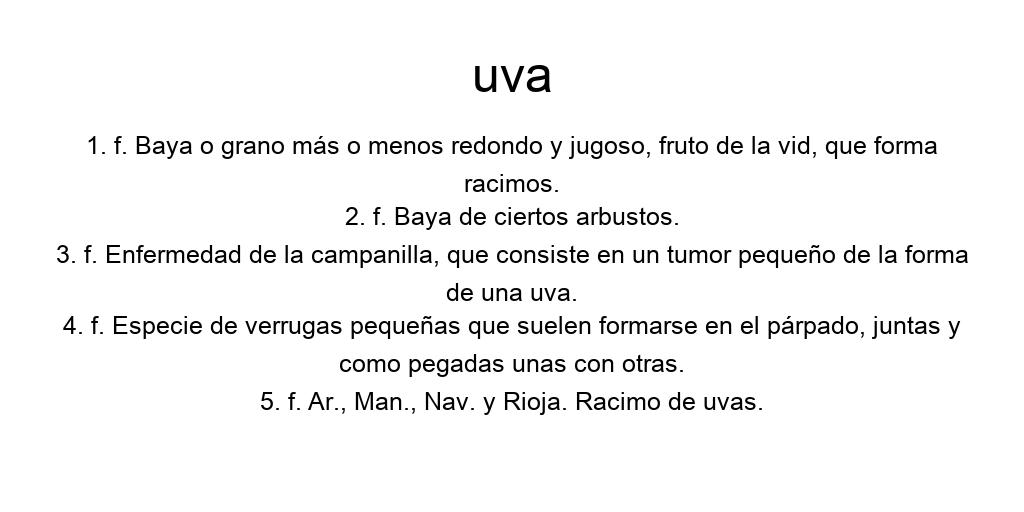 uva
1. f. Baya o grano más o menos redondo y jugoso, fruto de la vid, que forma
racimos.
2. f. Baya de ciertos arbustos.
3. f. Enfermedad de la campanilla, que consiste en un tumor pequeño de la forma
de una uva.
4. f. Especie de verrugas pequeñas que suelen formarse en el párpado, juntas y
como pegadas unas con otras.
5. f. Ar., Man., Nav. y Rioja. Racimo de uvas.